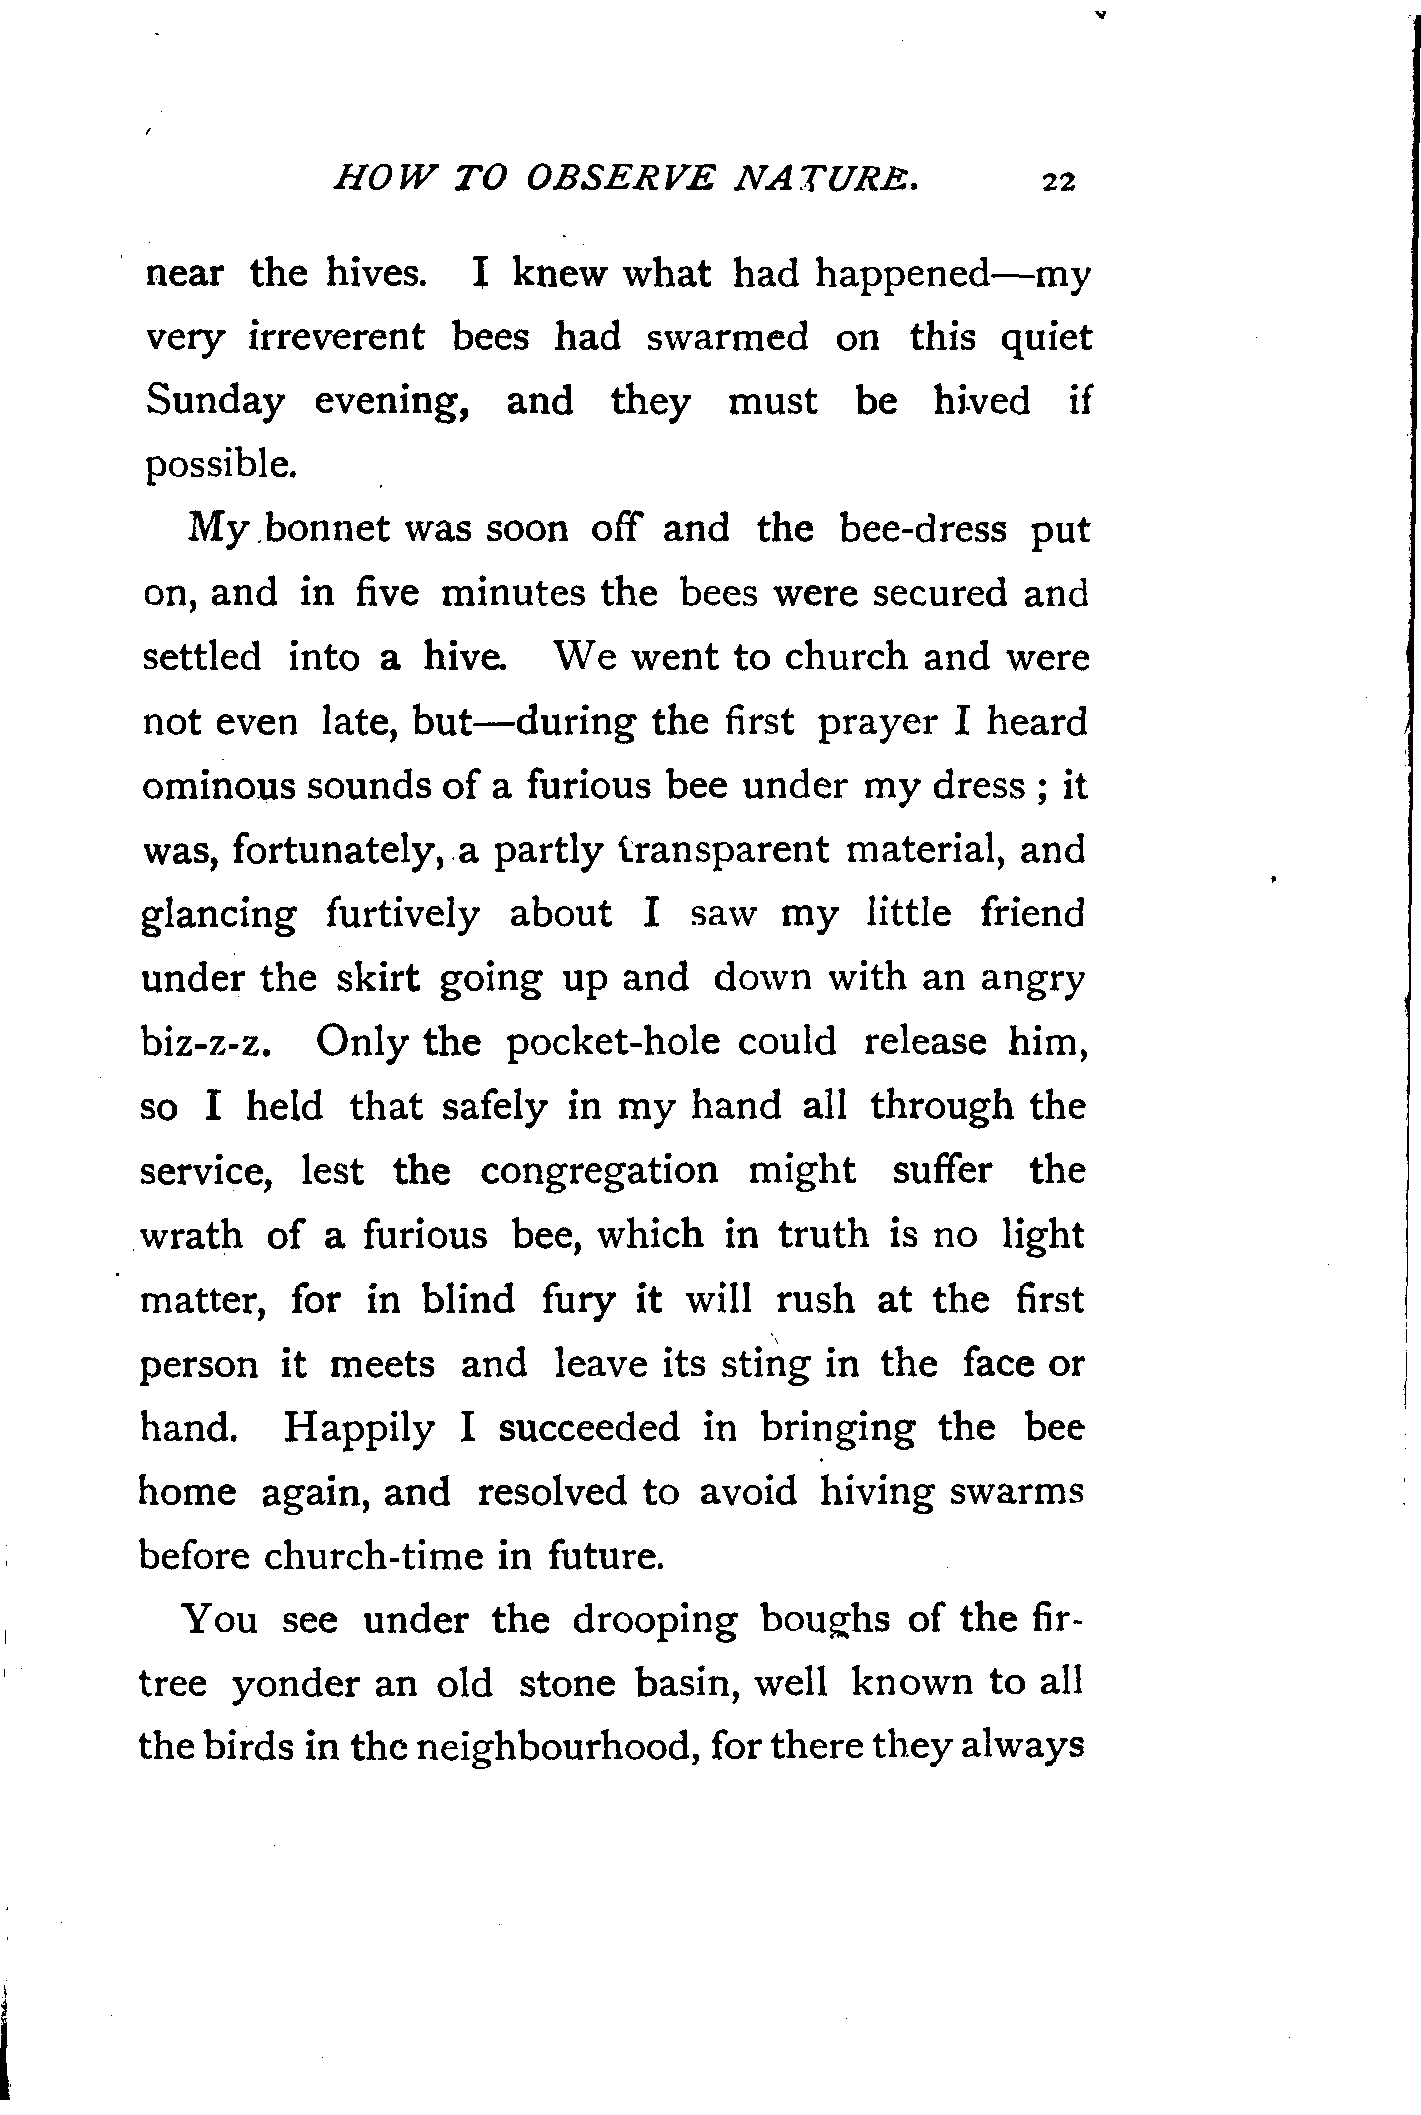 HOW TO OBSERVE NATURE. 22
near the hives. I knew what had happened—my
very irreverent bees had swarmed on this quiet
Sunday evening, and they must be hived if
possible.
My bonnet was soon off and the bee-dress put
on, and in five minutes the bees were secured and
settled into a hive. We went to church and were
not even late, but—during the first prayer I heard
ominous sounds of a furious bee under my dress ; it
was, fortunately, a partly transparent material, and
glancing furtively about I saw my little friend
under the skirt going up and down with an angry
biz-z-z. Only the pocket-hole could release him,
so I held that safely in my hand all through the
service, lest the congregation might suffer the
wrath of a furious bee, which in truth is no light
matter, for in blind fury it will rush at the first
person it meets and leave its sting in the face or
hand. Happily I succeeded in bringing the bee
home again, and resolved to avoid hiving swarms
before church-time in future.
You see under the drooping boughs of the fir-
tree yonder an old stone basin, well known to all
the birds in the neighbourhood, for there they always